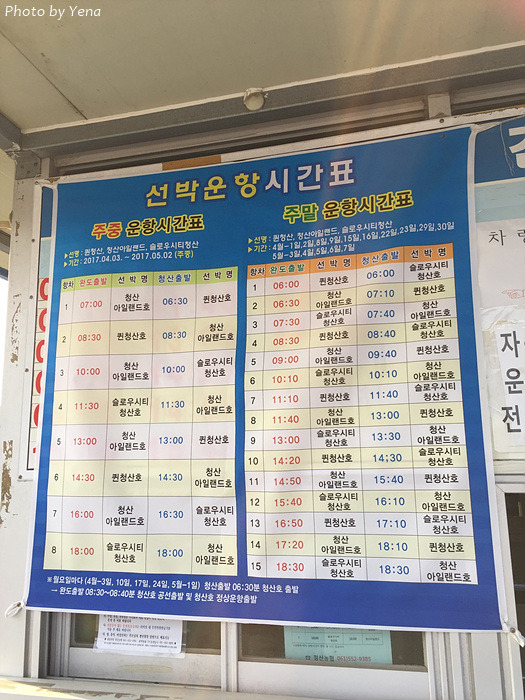 Photo by Yena
선박운항시간표
주중 운항시간표
▶선명 : 퀸청산, 청산아일랜드, 슬로우시티청산
▶기간 : 2017.04.03. ~ 2017.05.02 (주중)
항차 완도출발 선 박 명 청산출발 선 박 명
1 07:00 청산 아일랜드호 06:30 퀸청산호
2 08:30 퀸청산호 08:30 청산 아일랜드호
3 10:00 청산 아일랜드호 10:00 슬로우시티 청산호
4 11:30 슬로우시티 청산호 11:30 청산 아일랜드호
5 13:00 청산 아일랜드호 13:00 퀸청산호
6 14:30 퀸청산호 14:30 청산 아일랜드호
7 16:00 청산 아일랜드호 16:30 슬로우시티 청산호
8 18:00 슬로우시티 청산호 18:00 청산 아일랜드호
주말 운항시간표
▶선명 : 퀸청산, 청산아일랜드, 슬로우시티청산
▶기간 : 4월-1일,2일,8일,9일,15일,16일,22일,23일,29일,30일
5월-3일,4일,5일,6일,7일
항차 완도출발 선 박 명 청산출발 선 박 명
1 06:00 퀸청산호 06:00 슬로우시티 청산호
2 06:30 청산 아일랜드호 07:10 퀸청산호
3 07:30 슬로우시티 청산호 07:40 청산 아일랜드호
4 08:30 퀸청산호 08:40 슬로우시티 청산호
5 09:00 청산 아일랜드호 09:40 퀸청산호
6 10:10 슬로우시티 청산호 10:10 청산 아일랜드호
7 11:10 퀸청산호 11:40 슬로우시티 청산호
8 11:40 청산 아일랜드호 13:00 퀸청산호
9 13:00 슬로우시티 청산호 13:30 청산 아일랜드호
10 14:20 퀸청산호 14:30 슬로우시티 청산호
11 14:50 청산 아일랜드호 15:40 퀸청산호
12 15:40 슬로우시티 청산호 16:10 청산 아일랜드호
13 16:50 퀸청산호 17:10 슬로우시티 청산호
14 17:20 청산 아일랜드호 18:10 퀸청산호
15 18:30 슬로우시티 청산호 18:30 청산 아일랜드호
※월요일마다 (4월-3일, 10일, 17일, 24일, 5월-1일) 청산출발 06:30분 청산호 출발
→ 완도출발 08:30~08:40분 청산호 공선출발 및 청산호 정상운항출발
차
자
운
전